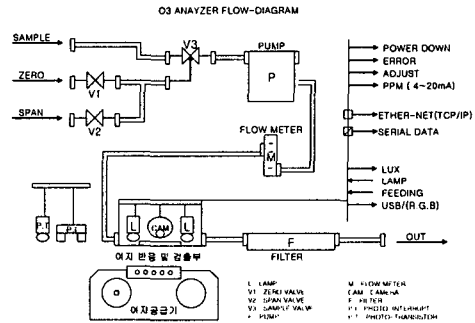 O3 ANAYZER FLOW-DIAGRAM
SAMPLE
ZERO
SPAN
V3
V1
V2
PUMP
P
FLOW METER
M
POWER DOWN
ERROR
ADJUST
PPM ( 4~20mA)
ETHER-NET(TCP/IP)
SERIAL DATA
LUX
LAMP
FEEDING
USB/(R.G.B)
P.T
P.I
L
CAM
L
여지 반응 및 검출부
F
FILTER
OUT
여지공급기
L LAMP
V1 ZERO VALVE
V2 SPAN VALVE
V3 SAMPLE VALVE
P PUMP
M FLOW METER
CAM CAMERA
F FILTER
P.I PHOTO INTERRUPT
P.T PHOTO-TRANSISTOR